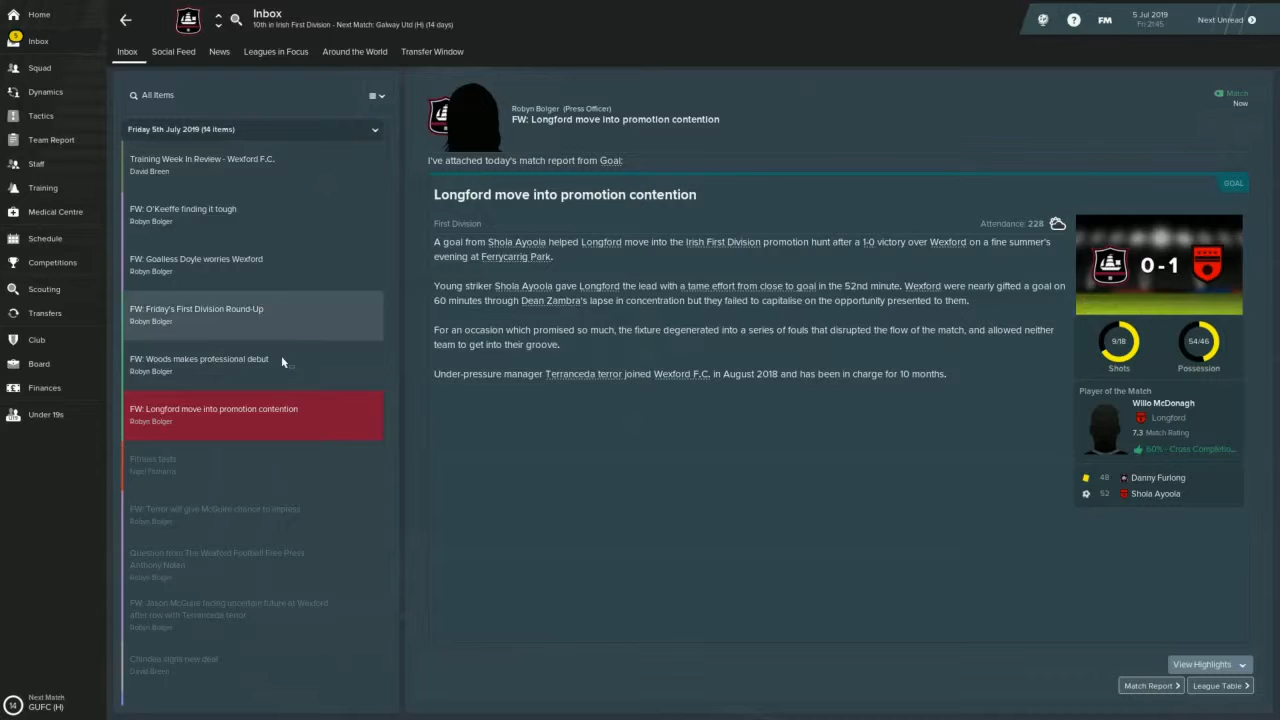 Home
Inbox
5
Squad
Dynamics
Tactics
Team Report
Staff
Training
Medical Centre
Schedule
Competitions
Scouting
Transfers
Club
Board
Finances
Under 19s
14
Next Match
GUFC (H)
Inbox
10th in Irish First Division - Next Match: Galway Utd (H) (14 days)
?
FM
5 Jul 2019
Fri 21:45
Next Unread
Inbox
Social Feed
News
Leagues in Focus
Around the World
Transfer Window
All Items
Friday 5th July 2019 (14 items)
Training Week In Review - Wexford F.C.
David Breen
FW: O'Keeffe finding it tough
Robyn Bolger
FW: Goalless Doyle worries Wexford
Robyn Bolger
FW: Friday's First Division Round-Up
Robyn Bolger
FW: Woods makes professional debut
Robyn Bolger
FW: Longford move into promotion contention
Robyn Bolger
Fitness tests
Nigel Fitzharris
FW: Terror will give McGuire chance to impress
Robyn Bolger
Question from The Wexford Football Free Press
Anthony Nolan
Robyn Bolger
FW: Jason McGuire facing uncertain future at Wexford
after row with Terranceda terror
Robyn Bolger
Chindea signs new deal
David Breen
Robyn Bolger (Press Officer)
FW: Longford move into promotion contention
Match
Now
I've attached today's match report from Goal:
Longford move into promotion contention
GOAL
First Division
Attendance: 228
A goal from Shola Ayoola helped Longford move into the Irish First Division promotion hunt after a 1-0 victory over Wexford on a fine summer's
evening at Ferrycarrig Park.
Young striker Shola Ayoola gave Longford the lead with a tame effort from close to goal in the 52nd minute. Wexford were nearly gifted a goal on
60 minutes through Dean Zambra's lapse in concentration but they failed to capitalise on the opportunity presented to them.
For an occasion which promised so much, the fixture degenerated into a series of fouls that disrupted the flow of the match, and allowed neither
team to get into their groove.
Under-pressure manager Terranceda terror joined Wexford F.C. in August 2018 and has been in charge for 10 months.
0 - 1
9/18
Shots
54/46
Possession
Player of the Match
Willo McDonagh
Longford
7.3 Match Rating
50% - Cross Completio...
48 Danny Furlong
52 Shola Ayoola
View Highlights
Match Report
League Table